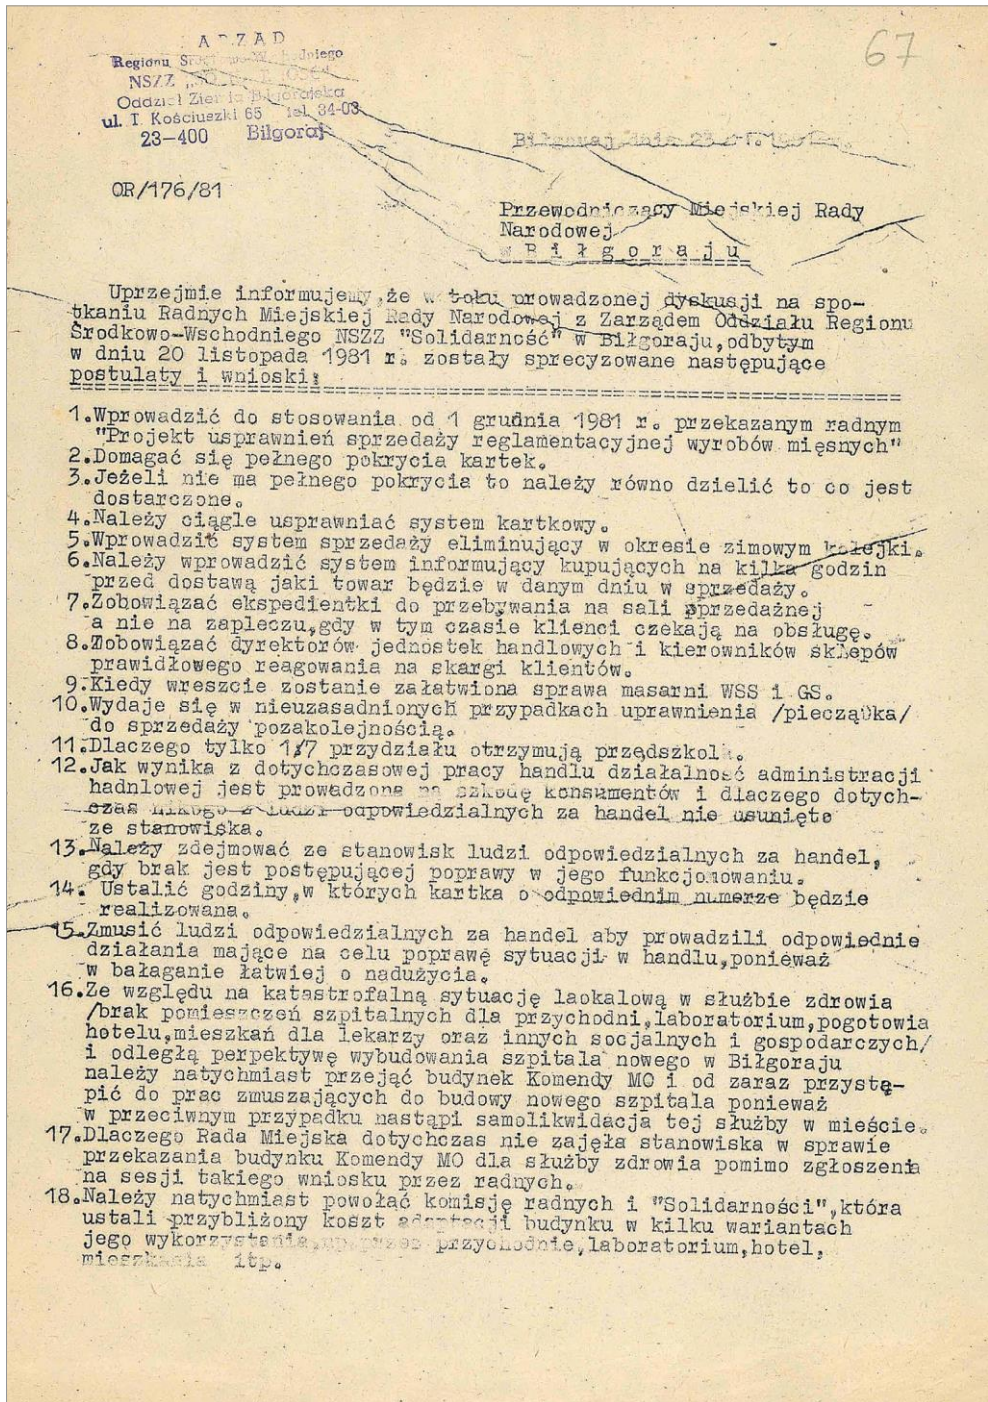 67
Regionu
NSZZ
Oddział Ziemia Biłgorajska
ul. T. Kościuszki 65 tel. 34-03
23-400 Biłgoraj
Biłgoraj dnia 23
OR/176/81
Przewodniczący Miejskiej Rady
Narodowej
w B i ł g o r a j u
Uprzejmie informujemy,że w toku prowadzonej dyskusji na spo-
tkaniu Radnych Miejskiej Rady Narodowej z Zarządem Oddziału Regionu
Środkowo-Wschodniego NSZZ "Solidarność" w Biłgoraju,odbytym
w dniu 20 listopada 1981 r. zostały sprecyzowane następujące
postulaty i wnioski:
1.Wprowadzić do stosowania od 1 grudnia 1981 r. przekazanym radnym
"Projekt usprawnień sprzedaży reglamentacyjnej wyrobów mięsnych"
2.Domagać się pełnego pokrycia kartek.
3.Jeżeli nie ma pełnego pokrycia to należy równo dzielić to co jest
dostarczone.
4.Należy ciągle usprawniać system kartkowy.
5.Wprowadzić system sprzedaży eliminujący w okresie zimowym kolejki.
6.Należy wprowadzić system informujący kupujących na kilka godzin
przed dostawą jaki towar będzie w danym dniu w sprzedaży.
7.Zobowiązać ekspedientki do przebywania na sali sprzedażnej
a nie na zapleczu,gdy w tym czasie klienci czekają na obsługę.
8.Zobowiązać dyrektorów jednostek handlowych i kierowników sklepów
prawidłowego reagowania na skargi klientów.
9.Kiedy wreszcie zostanie załatwiona sprawa masarni WSS i GS.
10.Wydaje się w nieuzasadnionych przypadkach uprawnienia /pieczątka/
do sprzedaży pozakolejnością.
11.Dlaczego tylko 1/7 przydziału otrzymują przedszkola.
12.Jak wynika z dotychczasowej pracy handlu działalność administracji
hadnlowej jest prowadzona na szkodę konsumentów i dlaczego dotych-
czas nikogo z ludzi odpowiedzialnych za handel nie usunięto
ze stanowiska.
13.Należy zdejmować ze stanowisk ludzi odpowiedzialnych za handel,
gdy brak jest postępującej poprawy w jego funkcjonowaniu.
14. Ustalić godziny,w których kartka o odpowiednim numerze będzie
realizowana.
15.Zmusić ludzi odpowiedzialnych za handel aby prowadzili odpowiednie
działania mające na celu poprawę sytuacji w handlu,ponieważ
w bałaganie łatwiej o nadużycia.
16.Ze względu na katastrofalną sytuację laokalową w służbie zdrowia
/brak pomieszczeń szpitalnych dla przychodni,laboratorium,pogotowia
hotelu,mieszkań dla lekarzy oraz innych socjalnych i gospodarczych/
i odległą perpektywę wybudowania szpitala nowego w Biłgoraju
należy natychmiast przejąć budynek Komendy MO i od zaraz przystą-
pić do prac zmuszających do budowy nowego szpitala ponieważ
w przeciwnym przypadku nastąpi samolikwidacja tej służby w mieście.
17.Dlaczego Rada Miejska dotychczas nie zajęła stanowiska w sprawie
przekazania budynku Komendy MO dla służby zdrowia pomimo zgłoszenia
na sesji takiego wniosku przez radnych.
18.Należy natychmiast powołać komisję radnych i "Solidarności",która
ustali przybliżony koszt adaptacji budynku w kilku wariantach
jego wykorzystania,np.przez przychodnie,laboratorium,hotel,
mieszkania itp.